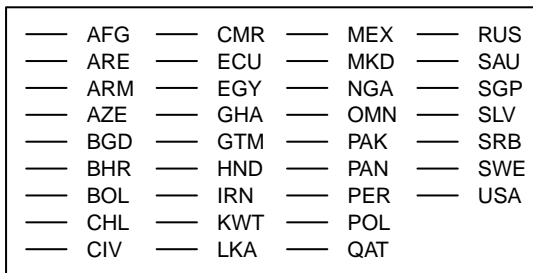 AFG CMR MEX RUS
ARE ECU MKD SAU
ARM EGY NGA SGP
AZE GHA OMN SLV
BGD GTM PAK SRB
BHR HND PAN SWE
BOL IRN PER USA
CHL KWT POL
CIV LKA QAT